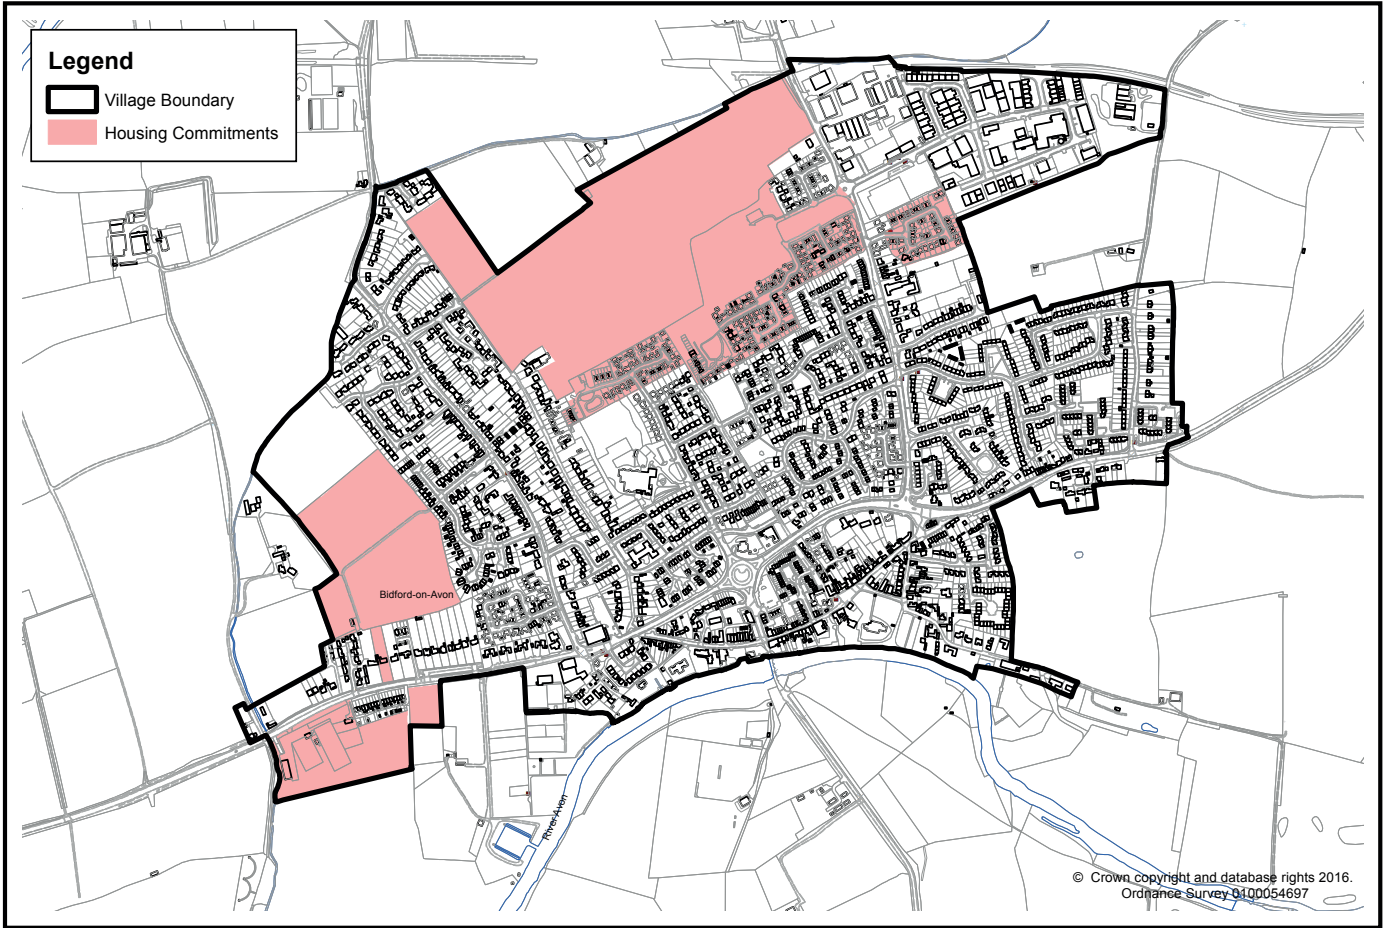 Legend
Village Boundary
Housing Commitments
Bidford-on-Avon
River Avon
© Crown copyright and database rights 2016.
Ordnance Survey 0100054697